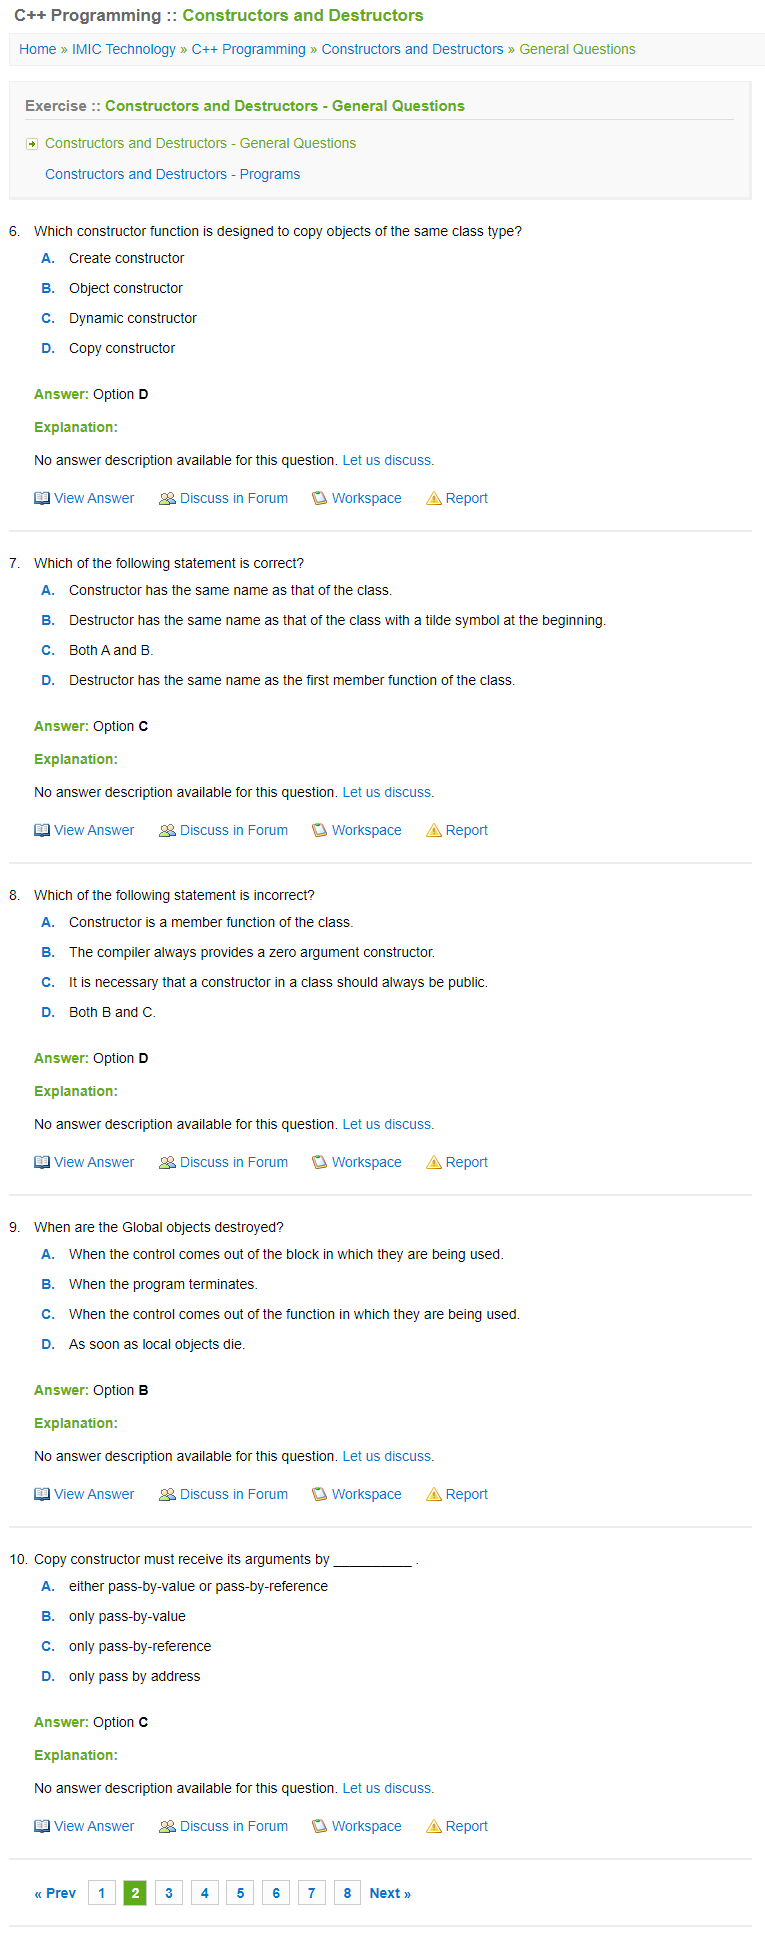 C++ Programming :: Constructors and Destructors
Home » IMIC Technology » C++ Programming » Constructors and Destructors » General Questions
Exercise :: Constructors and Destructors - General Questions
Constructors and Destructors - General Questions
Constructors and Destructors - Programs
6. Which constructor function is designed to copy objects of the same class type?
A. Create constructor
B. Object constructor
C. Dynamic constructor
D. Copy constructor
Answer: Option D
Explanation:
No answer description available for this question. Let us discuss.
View Answer Discuss in Forum Workspace Report
7. Which of the following statement is correct?
A. Constructor has the same name as that of the class.
B. Destructor has the same name as that of the class with a tilde symbol at the beginning.
C. Both A and B.
D. Destructor has the same name as the first member function of the class.
Answer: Option C
Explanation:
No answer description available for this question. Let us discuss.
View Answer Discuss in Forum Workspace Report
8. Which of the following statement is incorrect?
A. Constructor is a member function of the class.
B. The compiler always provides a zero argument constructor.
C. It is necessary that a constructor in a class should always be public.
D. Both B and C.
Answer: Option D
Explanation:
No answer description available for this question. Let us discuss.
View Answer Discuss in Forum Workspace Report
9. When are the Global objects destroyed?
A. When the control comes out of the block in which they are being used.
B. When the program terminates.
C. When the control comes out of the function in which they are being used.
D. As soon as local objects die.
Answer: Option B
Explanation:
No answer description available for this question. Let us discuss.
View Answer Discuss in Forum Workspace Report
10. Copy constructor must receive its arguments by __________ .
A. either pass-by-value or pass-by-reference
B. only pass-by-value
C. only pass-by-reference
D. only pass by address
Answer: Option C
Explanation:
No answer description available for this question. Let us discuss.
View Answer Discuss in Forum Workspace Report
« Prev 1 2 3 4 5 6 7 8 Next »